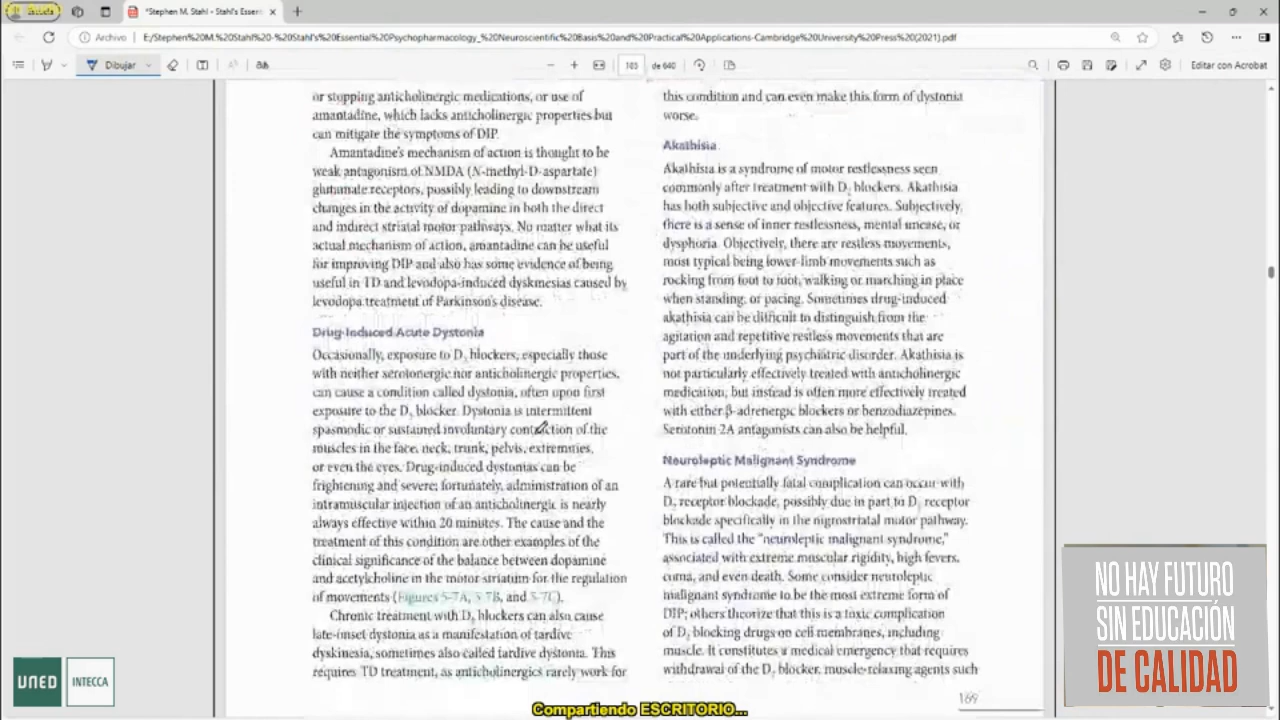 Escuela
*Stephen M. Stahl - Stahl's Essen
Archivo
E:/Stephen%20M.%20Stahl%20-%20Stahl's%20Essential%20Psychopharmacology_%20Neuroscientific%20Basis%20and%20Practical%20Applications-Cambridge%20University%20Press%20(2021).pdf
Dibujar
de 640
Editar con Acrobat
or stopping anticholinergic medications, or use of
amantadine, which lacks anticholinergic properties but
can mitigate the symptoms of DIP.
Amantadine's mechanism of action is thought to be
weak antagonism of NMDA (N-methyl-D-aspartate)
glutamate receptors, possibly leading to downstream
changes in the activity of dopamine in both the direct
and indirect striatal motor pathways. No matter what its
actual mechanism of action, amantadine can be useful
for improving DIP and also has some evidence of being
useful in TD and levodopa-induced dyskinesias caused by
levodopa treatment of Parkinson's disease.
Drug-Induced Acute Dystonia
Occasionally, exposure to D₂ blockers, especially those
with neither serotonergic nor anticholinergic properties,
can cause a condition called dystonia, often upon first
exposure to the D₂ blocker. Dystonia is intermittent
spasmodic or sustained involuntary contraction of the
muscles in the face, neck, trunk, pelvis, extremities,
or even the eyes. Drug-induced dystonias can be
frightening and severe; fortunately, administration of an
intramuscular injection of an anticholinergic is nearly
always effective within 20 minutes. The cause and the
treatment of this condition are other examples of the
clinical significance of the balance between dopamine
and acetylcholine in the motor striatum for the regulation
of movements (Figures 5-7A, 5-7B, and 5-7C).
Chronic treatment with D₂ blockers can also cause
late-onset dystonia as a manifestation of tardive
dyskinesia, sometimes also called tardive dystonia. This
requires TD treatment, as anticholinergics rarely work for
this condition and can even make this form of dystonia
worse.
Akathisia
Akathisia is a syndrome of motor restlessness seen
commonly after treatment with D₂ blockers. Akathisia
has both subjective and objective features. Subjectively,
there is a sense of inner restlessness, mental unease, or
dysphoria. Objectively, there are restless movements,
most typical being lower-limb movements such as
rocking from foot to foot, walking or marching in place
when standing, or pacing. Sometimes drug-induced
akathisia can be difficult to distinguish from the
agitation and repetitive restless movements that are
part of the underlying psychiatric disorder. Akathisia is
not particularly effectively treated with anticholinergic
medication, but instead is often more effectively treated
with either β-adrenergic blockers or benzodiazepines.
Serotonin 2A antagonists can also be helpful.
Neuroleptic Malignant Syndrome
A rare but potentially fatal complication can occur with
D₂ receptor blockade, possibly due in part to D₂ receptor
blockade specifically in the nigrostriatal motor pathway.
This is called the "neuroleptic malignant syndrome,"
associated with extreme muscular rigidity, high fevers,
coma, and even death. Some consider neuroleptic
malignant syndrome to be the most extreme form of
DIP; others theorize that this is a toxic complication
of D₂ blocking drugs on cell membranes, including
muscle. It constitutes a medical emergency that requires
withdrawal of the D₂ blocker, muscle-relaxing agents such
169
NO HAY FUTURO
SIN EDUCACIÓN
DE CALIDAD
UNED
INTECCA
Compartiendo ESCRITORIO...